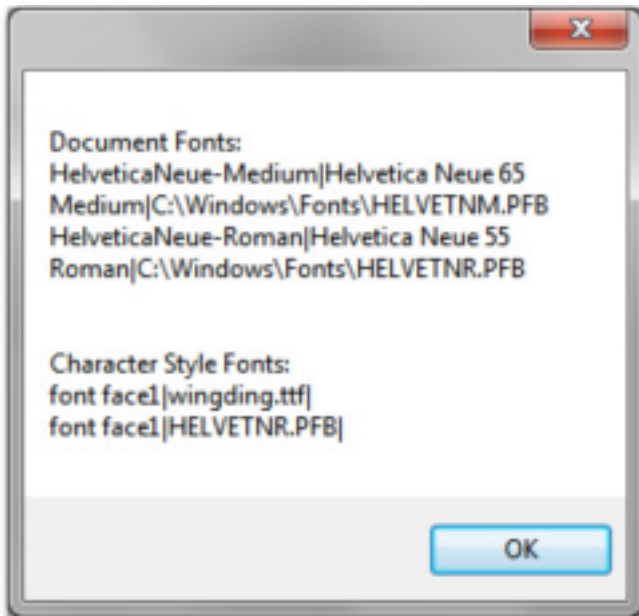 Document Fonts:
HelveticaNeue-Medium|Helvetica Neue 65
Medium|C:\Windows\Fonts\HELVETNM.PFB
HelveticaNeue-Roman|Helvetica Neue 55
Roman|C:\Windows\Fonts\HELVETNR.PFB
Character Style Fonts:
font face1|wingding.ttf|
font face1|HELVETNR.PFB|
OK